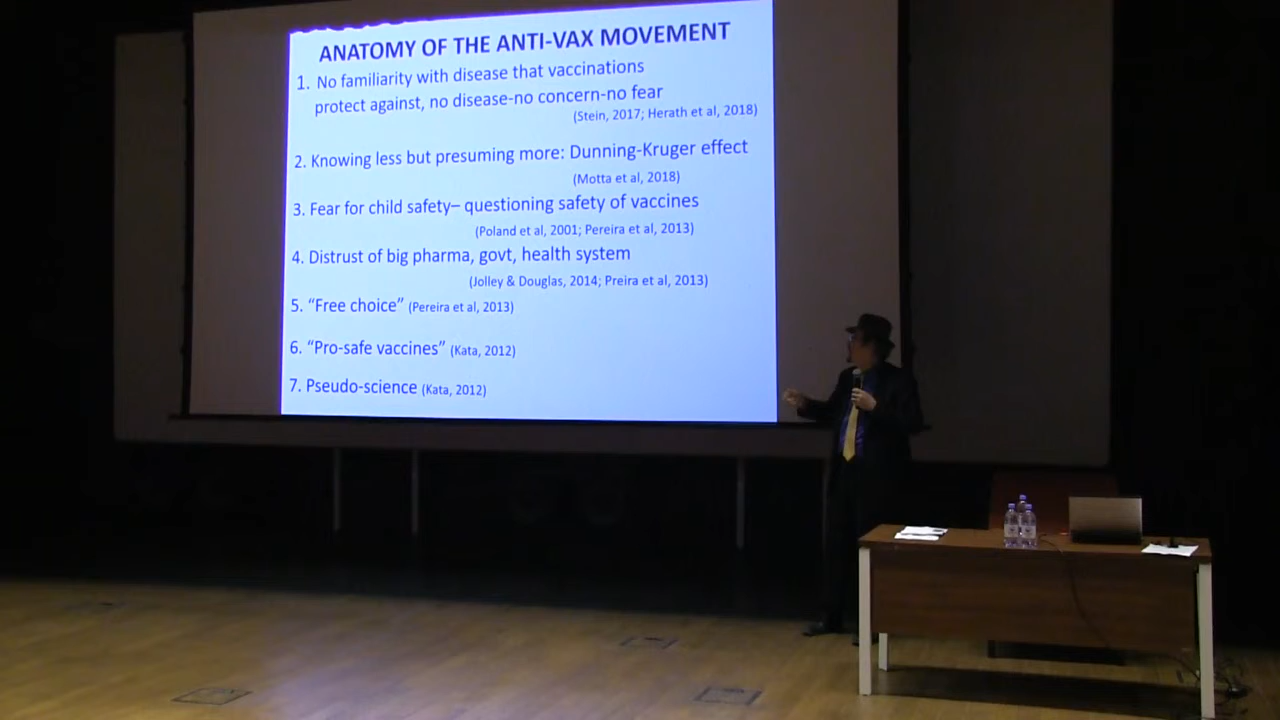 ANATOMY OF THE ANTI-VAX MOVEMENT
1. No familiarity with disease that vaccinations
protect against, no disease-no concern-no fear
(Stein, 2017; Herath et al, 2018)
2. Knowing less but presuming more: Dunning-Kruger effect
(Motta et al, 2018)
3. Fear for child safety– questioning safety of vaccines
(Poland et al, 2001; Pereira et al, 2013)
4. Distrust of big pharma, govt, health system
(Jolley & Douglas, 2014; Preira et al, 2013)
5. “Free choice” (Pereira et al, 2013)
6. “Pro-safe vaccines” (Kata, 2012)
7. Pseudo-science (Kata, 2012)